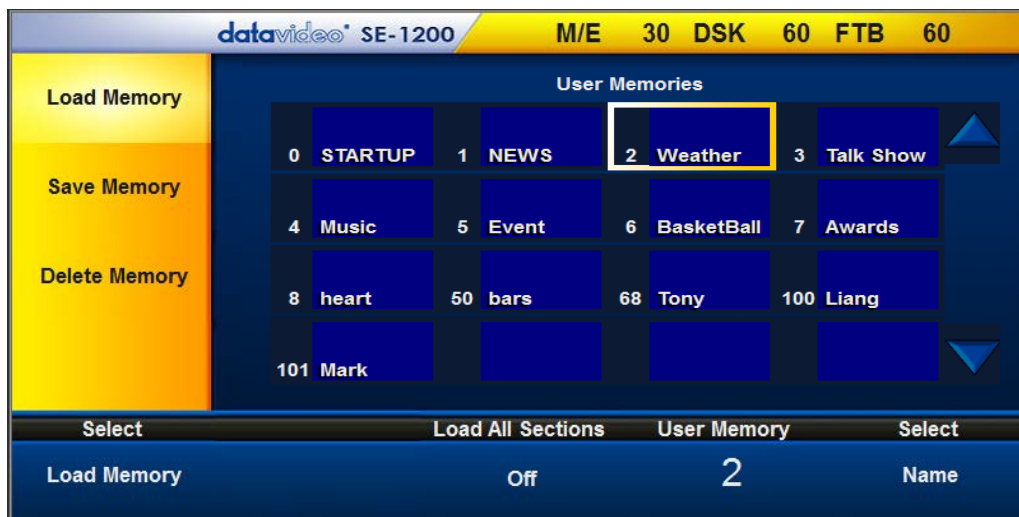 datavideo SE-1200 M/E 30 DSK 60 FTB 60
Load Memory
Save Memory
Delete Memory
User Memories
0 STARTUP 1 NEWS 2 Weather 3 Talk Show
4 Music 5 Event 6 BasketBall 7 Awards
8 heart 50 bars 68 Tony 100 Liang
101 Mark
Select Load All Sections User Memory Select
Load Memory Off 2 Name